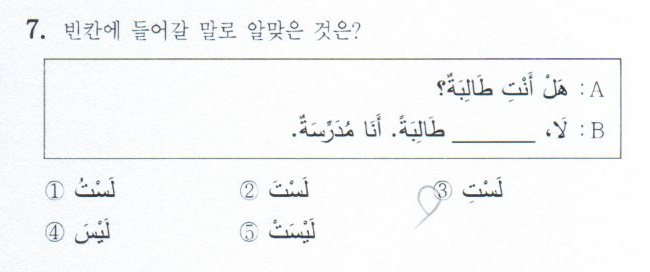 7. 빈칸에 들어갈 말로 알맞은 것은?
A : هَلْ أَنْتِ طَالِبَةٌ؟
B : لَا، ______ طَالِبَةً. أَنَا مُدَرِّسَةٌ.
① لَسْتُ ② لَسْتَ ③ لَسْتِ
④ لَيْسَ ⑤ لَيْسَتْ